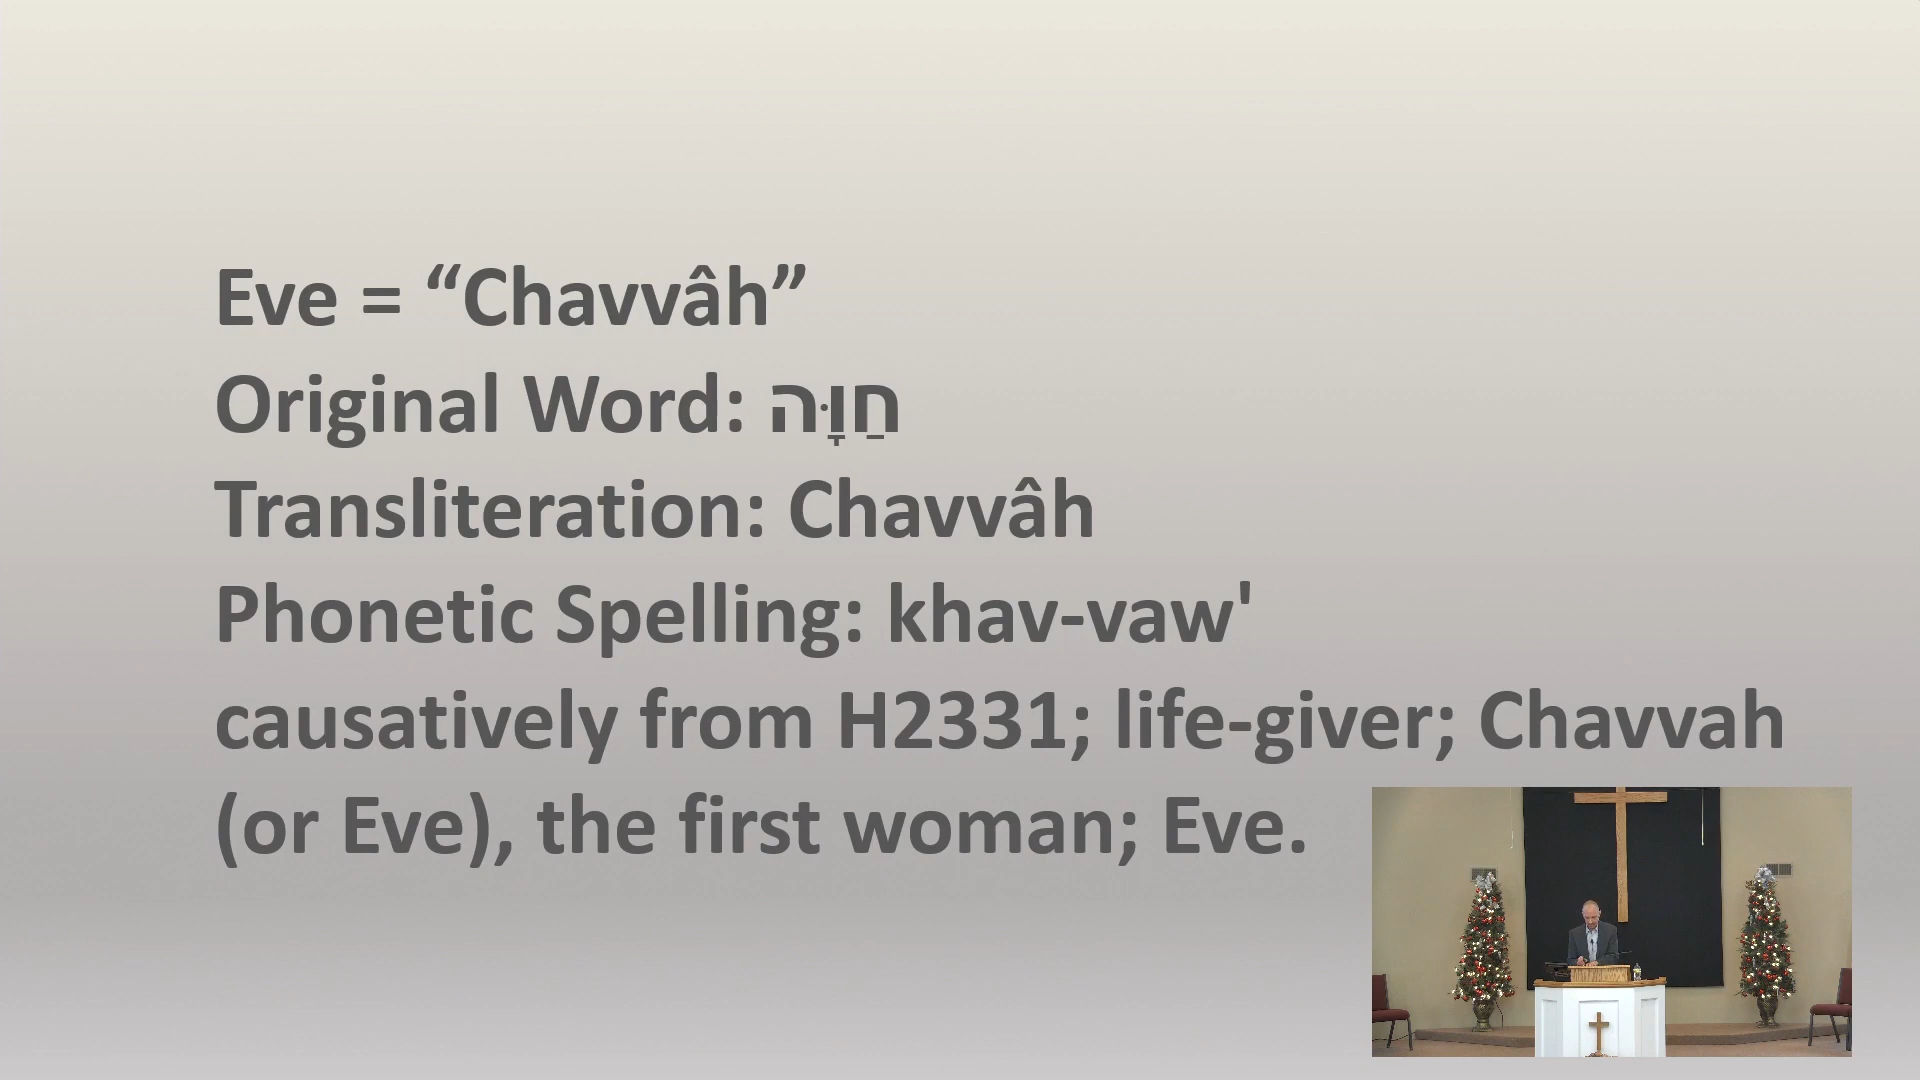 Eve = “Chavvâh”
Original Word: חַוָּה
Transliteration: Chavvâh
Phonetic Spelling: khav-vaw'
causatively from H2331; life-giver; Chavvah
(or Eve), the first woman; Eve.